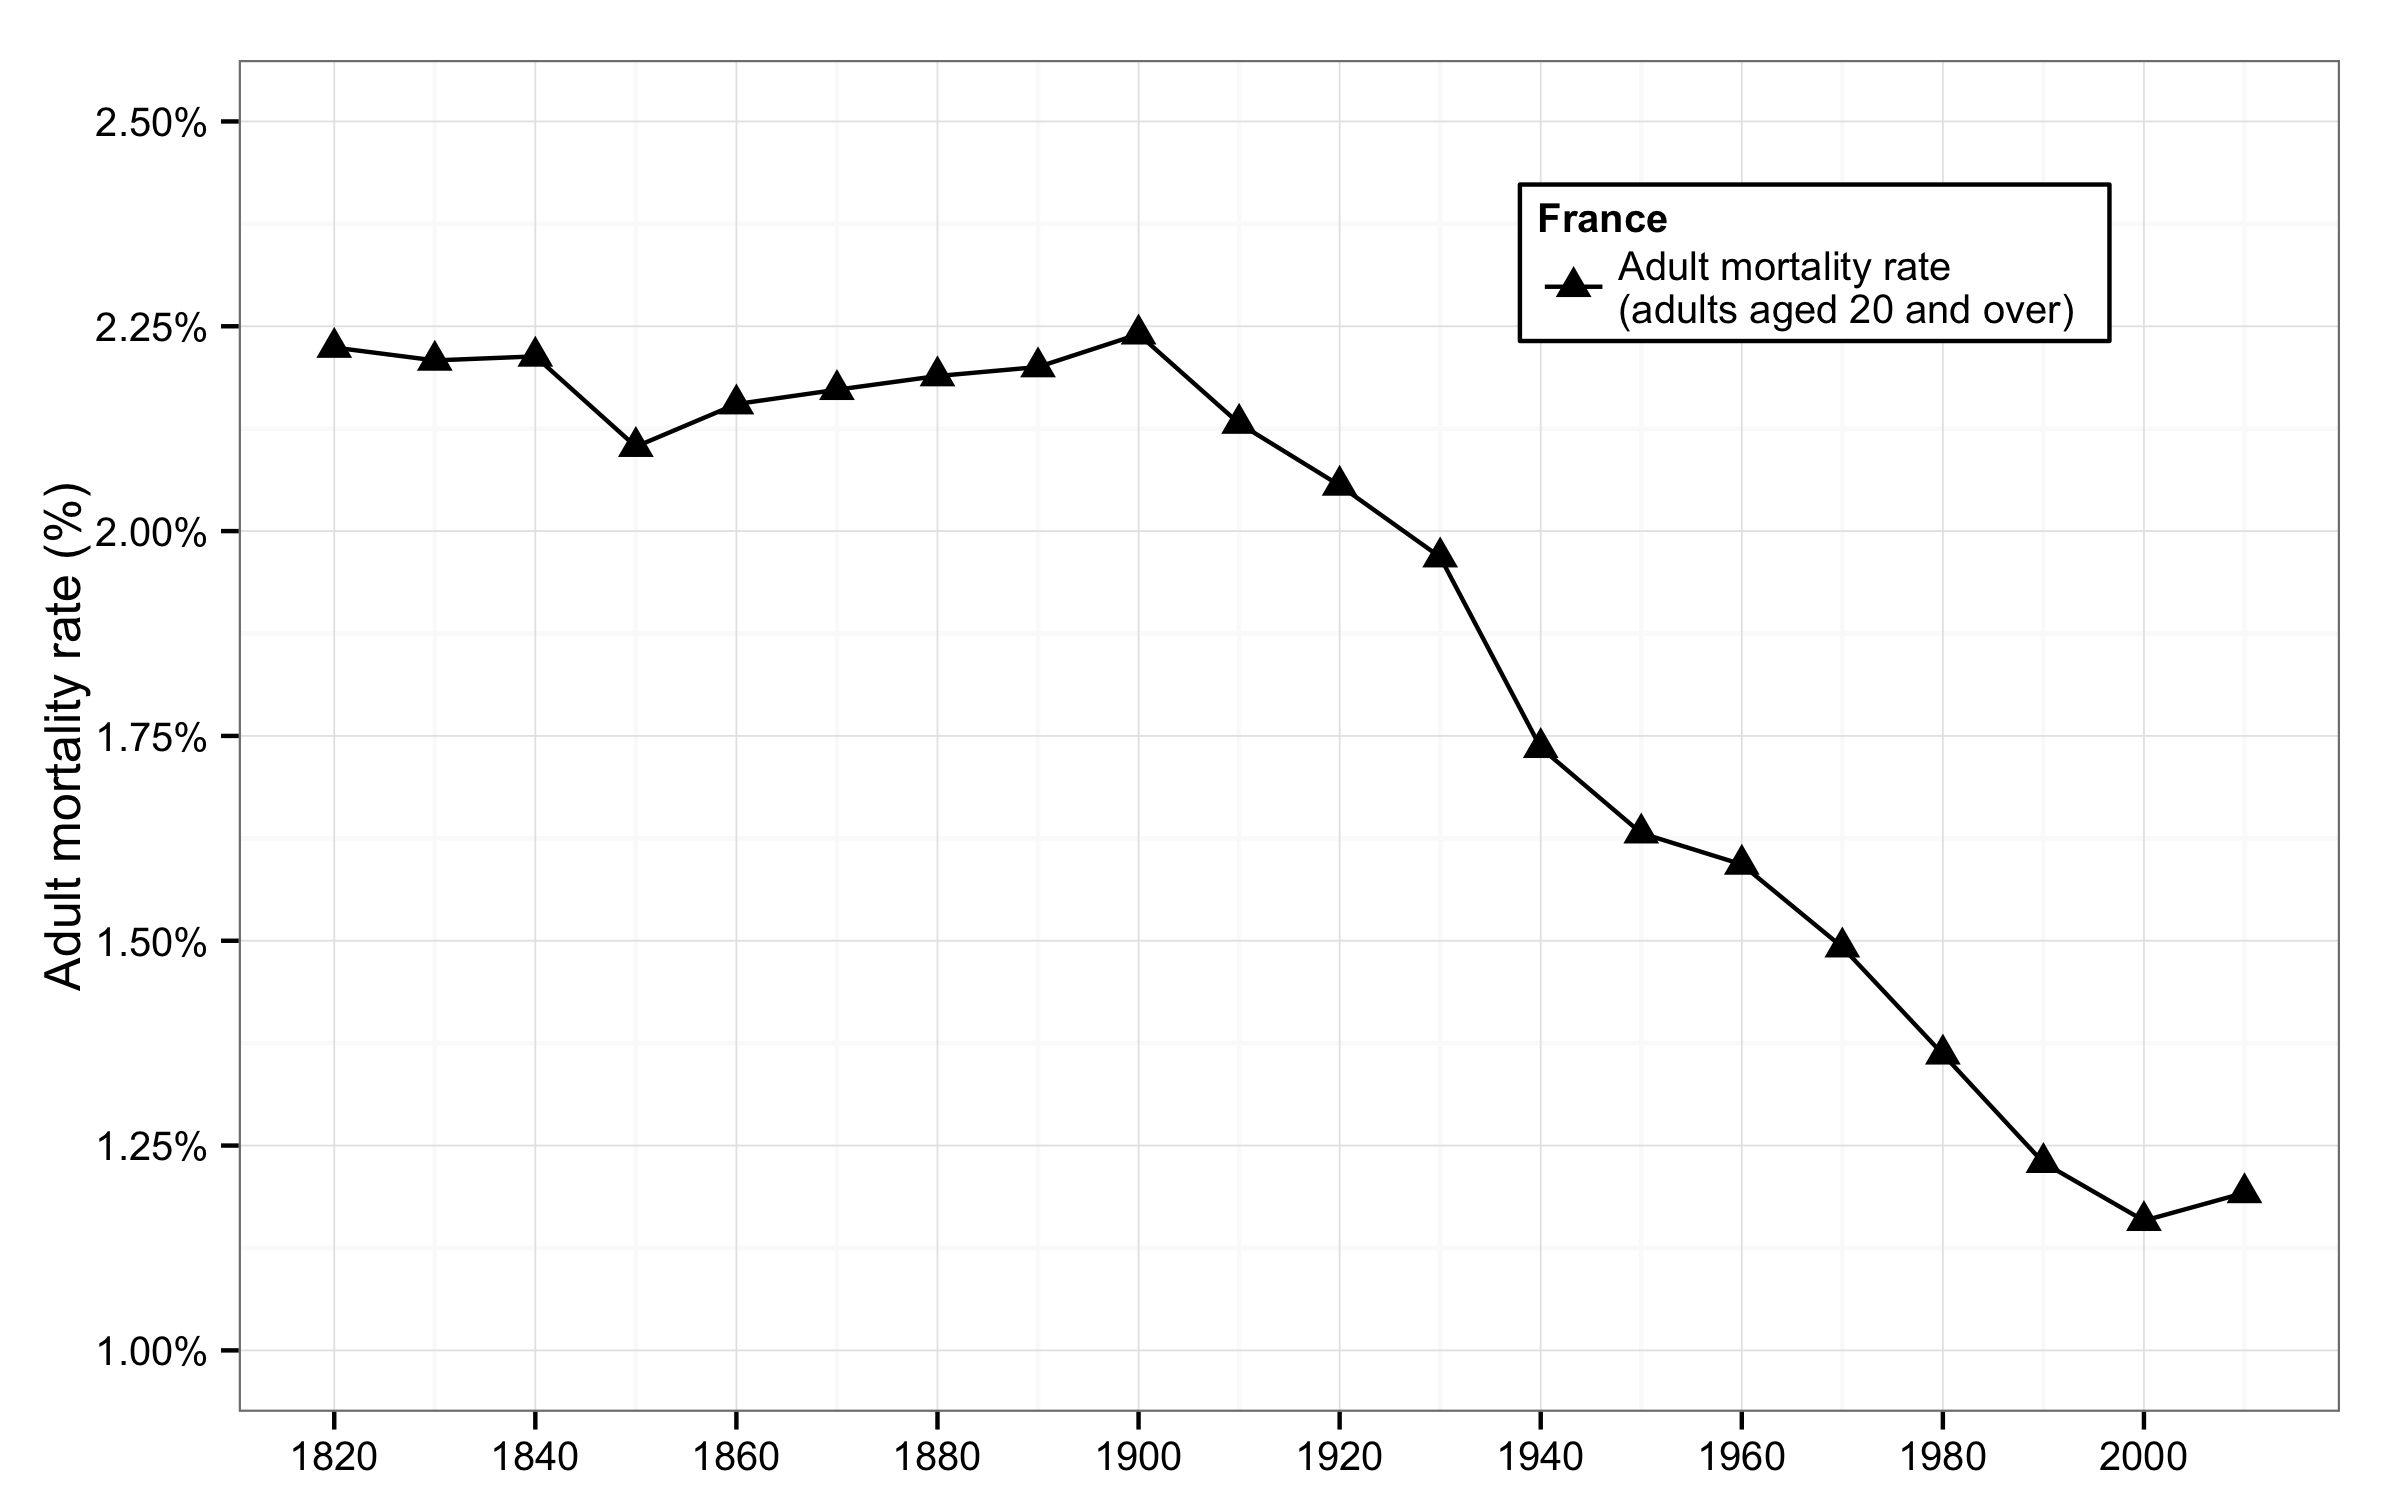 Adult mortality rate (%)
2.50%
2.25%
2.00%
1.75%
1.50%
1.25%
1.00%
France
Adult mortality rate
(adults aged 20 and over)
1820 1840 1860 1880 1900 1920 1940 1960 1980 2000